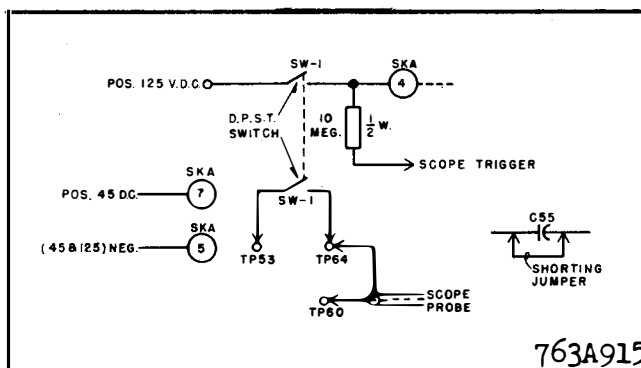 SW-1
SKA
POS. 125 V.D.C.
4
D.P.S.T.
SWITCH
10
MEG.
1/2 W.
SCOPE TRIGGER
SKA
POS. 45 D.C.
7
SW-1
SKA
(45 & 125) NEG.
5
C55
TP53
TP64
SHORTING
JUMPER
SCOPE
PROBE
TP60
763A915